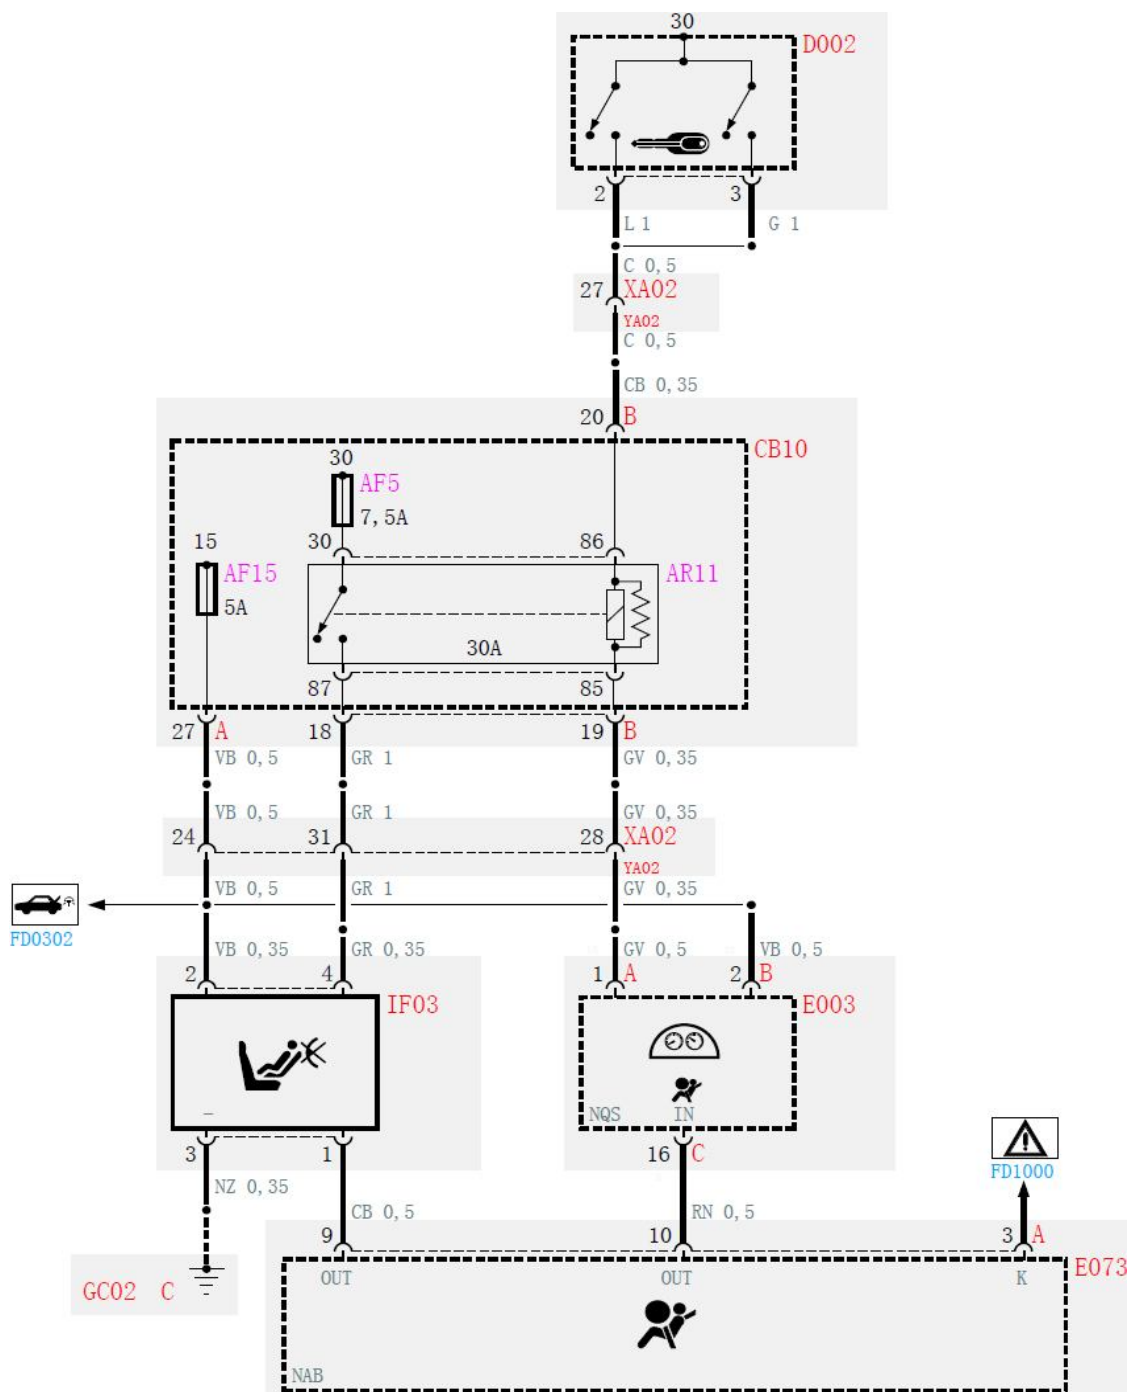 30
D002
2
3
L 1
G 1
C 0,5
27
XA02
YA02
C 0,5
CB 0,35
20
B
CB10
30
AF5
7,5A
15
30
86
AF15
AR11
5A
30A
87
85
27
A
18
19
B
VB 0,5
GR 1
GV 0,35
VB 0,5
GR 1
GV 0,35
24
31
28
XA02
YA02
VB 0,5
GR 1
GV 0,35
FD0302
VB 0,35
GR 0,35
GV 0,5
VB 0,5
2
4
1
A
2
B
IF03
E003
–
NQS
IN
3
1
16
C
NZ 0,35
FD1000
CB 0,5
RN 0,5
9
10
3
A
OUT
OUT
K
E073
GC02 C
NAB